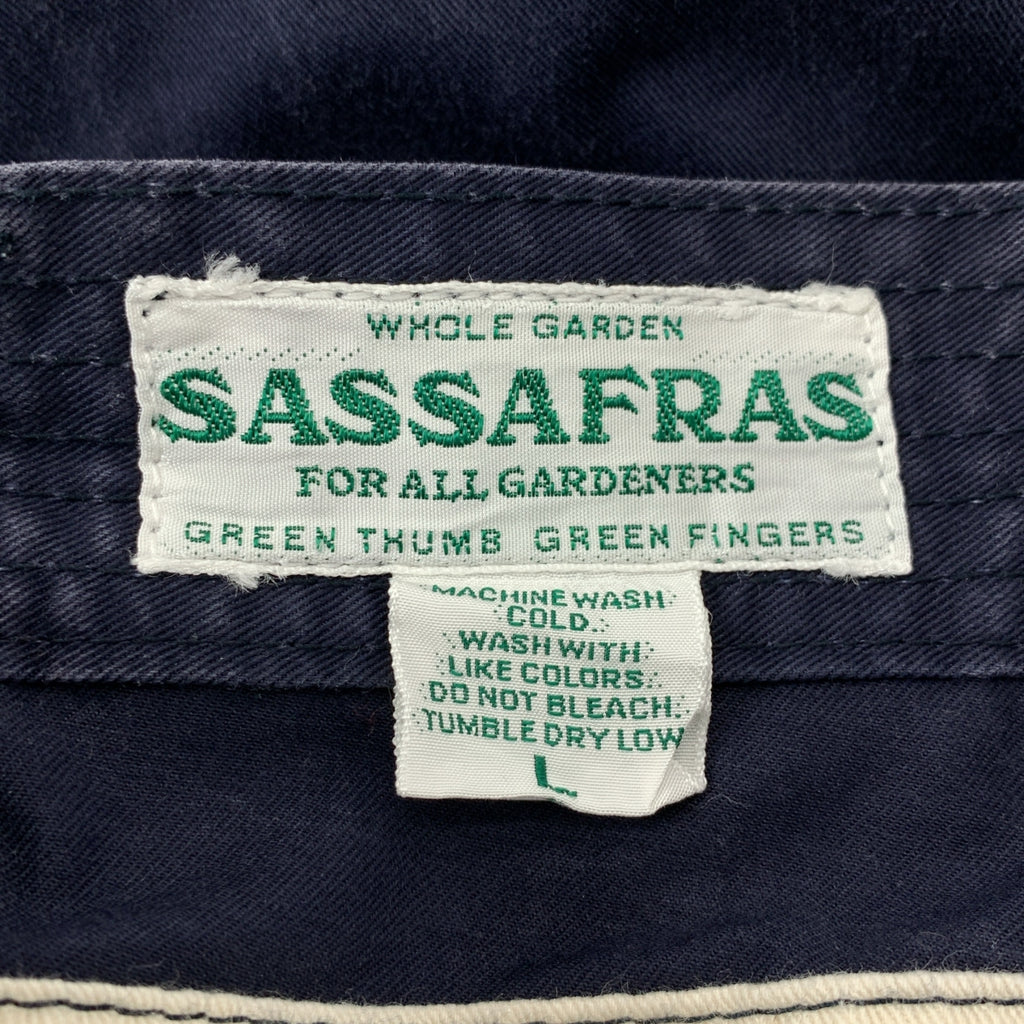 WHOLE GARDEN
SASSAFRAS
FOR ALL GARDENERS
GREEN THUMB GREEN FINGERS
MACHINE WASH
COLD.
WASH WITH
LIKE COLORS.
DO NOT BLEACH.
TUMBLE DRY LOW
L